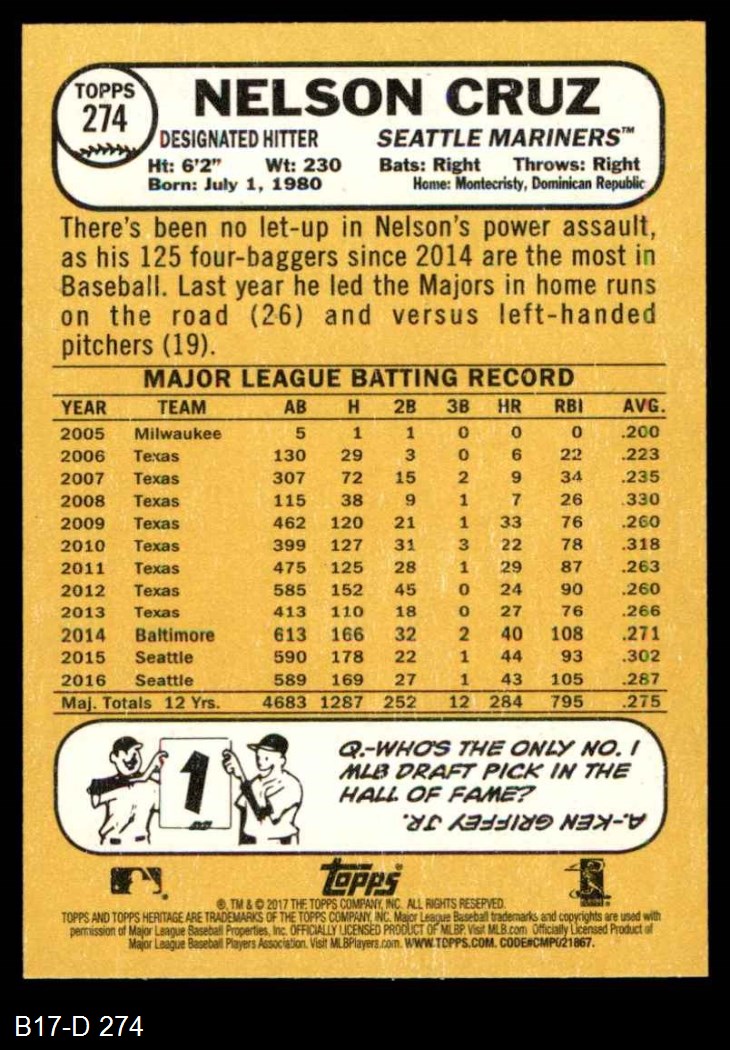 TOPPS
274
NELSON CRUZ
DESIGNATED HITTER SEATTLE MARINERS™
Ht: 6'2" Wt: 230 Bats: Right Throws: Right
Born: July 1, 1980 Home: Montecristy, Dominican Republic
There's been no let-up in Nelson's power assault,
as his 125 four-baggers since 2014 are the most in
Baseball. Last year he led the Majors in home runs
on the road (26) and versus left-handed
pitchers (19).
MAJOR LEAGUE BATTING RECORD
YEAR TEAM AB H 2B 3B HR RBI AVG.
2005 Milwaukee 5 1 1 0 0 0 .200
2006 Texas 130 29 3 0 6 22 .223
2007 Texas 307 72 15 2 9 34 .235
2008 Texas 115 38 9 1 7 26 .330
2009 Texas 462 120 21 1 33 76 .260
2010 Texas 399 127 31 3 22 78 .318
2011 Texas 475 125 28 1 29 87 .263
2012 Texas 585 152 45 0 24 90 .260
2013 Texas 413 110 18 0 27 76 .266
2014 Baltimore 613 166 32 2 40 108 .271
2015 Seattle 590 178 22 1 44 93 .302
2016 Seattle 589 169 27 1 43 105 .287
Maj. Totals 12 Yrs. 4683 1287 252 12 284 795 .275
1
Q.-WHO'S THE ONLY NO. 1
MLB DRAFT PICK IN THE
HALL OF FAME?
A.-KEN GRIFFEY JR.
Topps
®, TM & © 2017 THE TOPPS COMPANY, INC. ALL RIGHTS RESERVED.
TOPPS AND TOPPS HERITAGE ARE TRADEMARKS OF THE TOPPS COMPANY, INC. Major League Baseball trademarks and copyrights are used with
permission of Major League Baseball Properties, Inc. OFFICIALLY LICENSED PRODUCT OF MLBP. Visit MLB.com Officially Licensed Product of
Major League Baseball Players Association. Visit MLBPlayers.com. WWW.TOPPS.COM. CODE#CMP021867.
B17-D 274